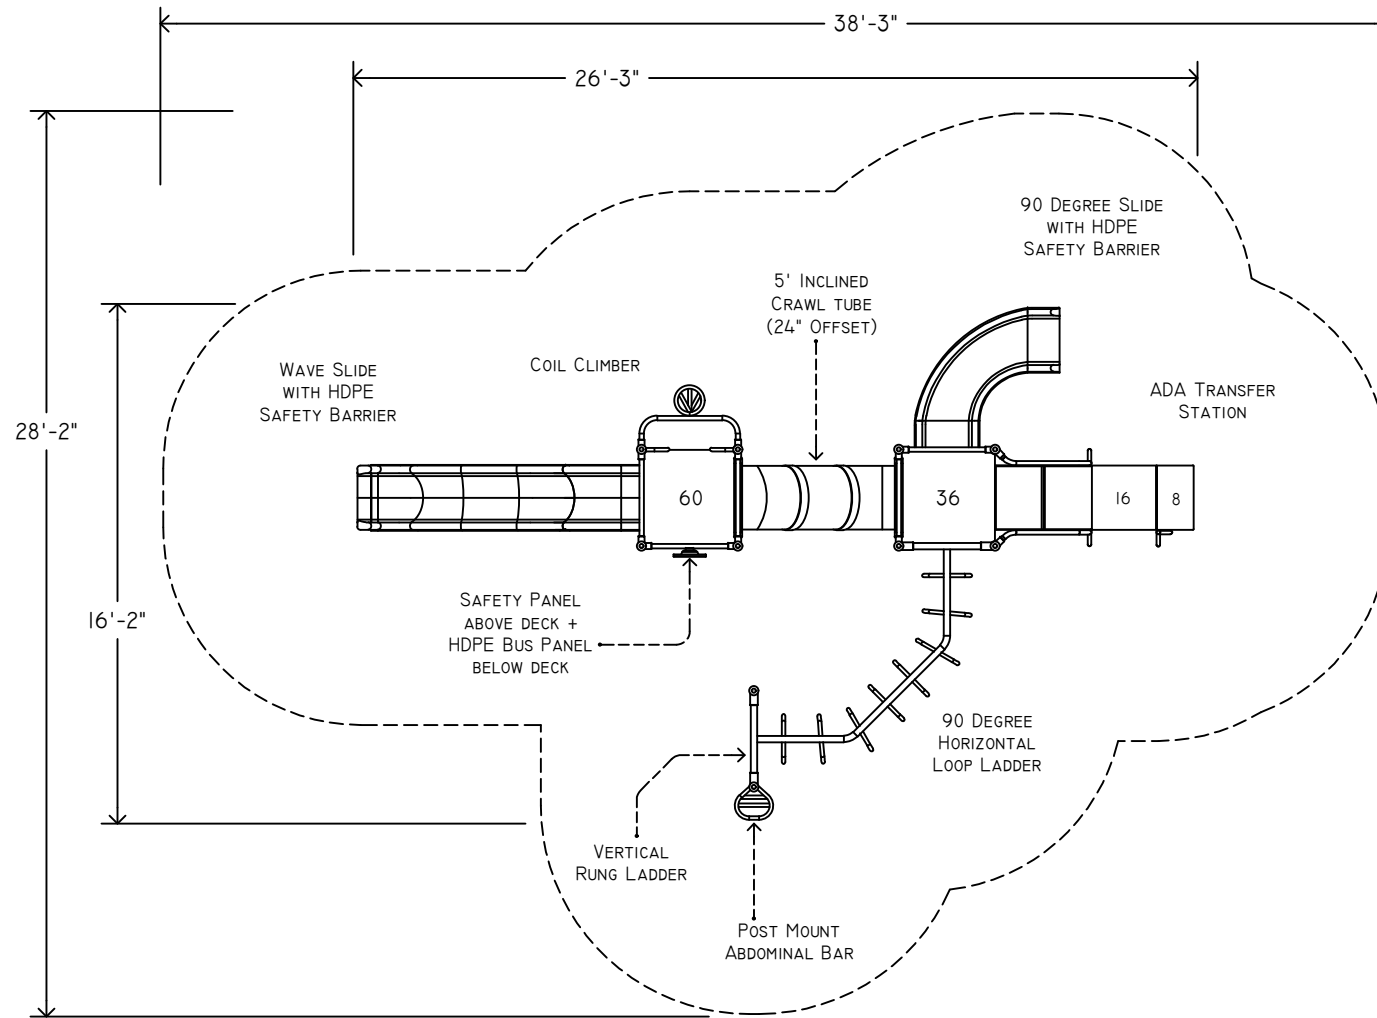 38'-3"
26'-3"
90 DEGREE SLIDE
WITH HDPE
SAFETY BARRIER
5' INCLINED
CRAWL TUBE
(24" OFFSET)
COIL CLIMBER
WAVE SLIDE
WITH HDPE
SAFETY BARRIER
ADA TRANSFER
STATION
28'-2"
60
36
16
8
16'-2"
SAFETY PANEL
ABOVE DECK +
HDPE BUS PANEL
BELOW DECK
90 DEGREE
HORIZONTAL
LOOP LADDER
VERTICAL
RUNG LADDER
POST MOUNT
ABDOMINAL BAR